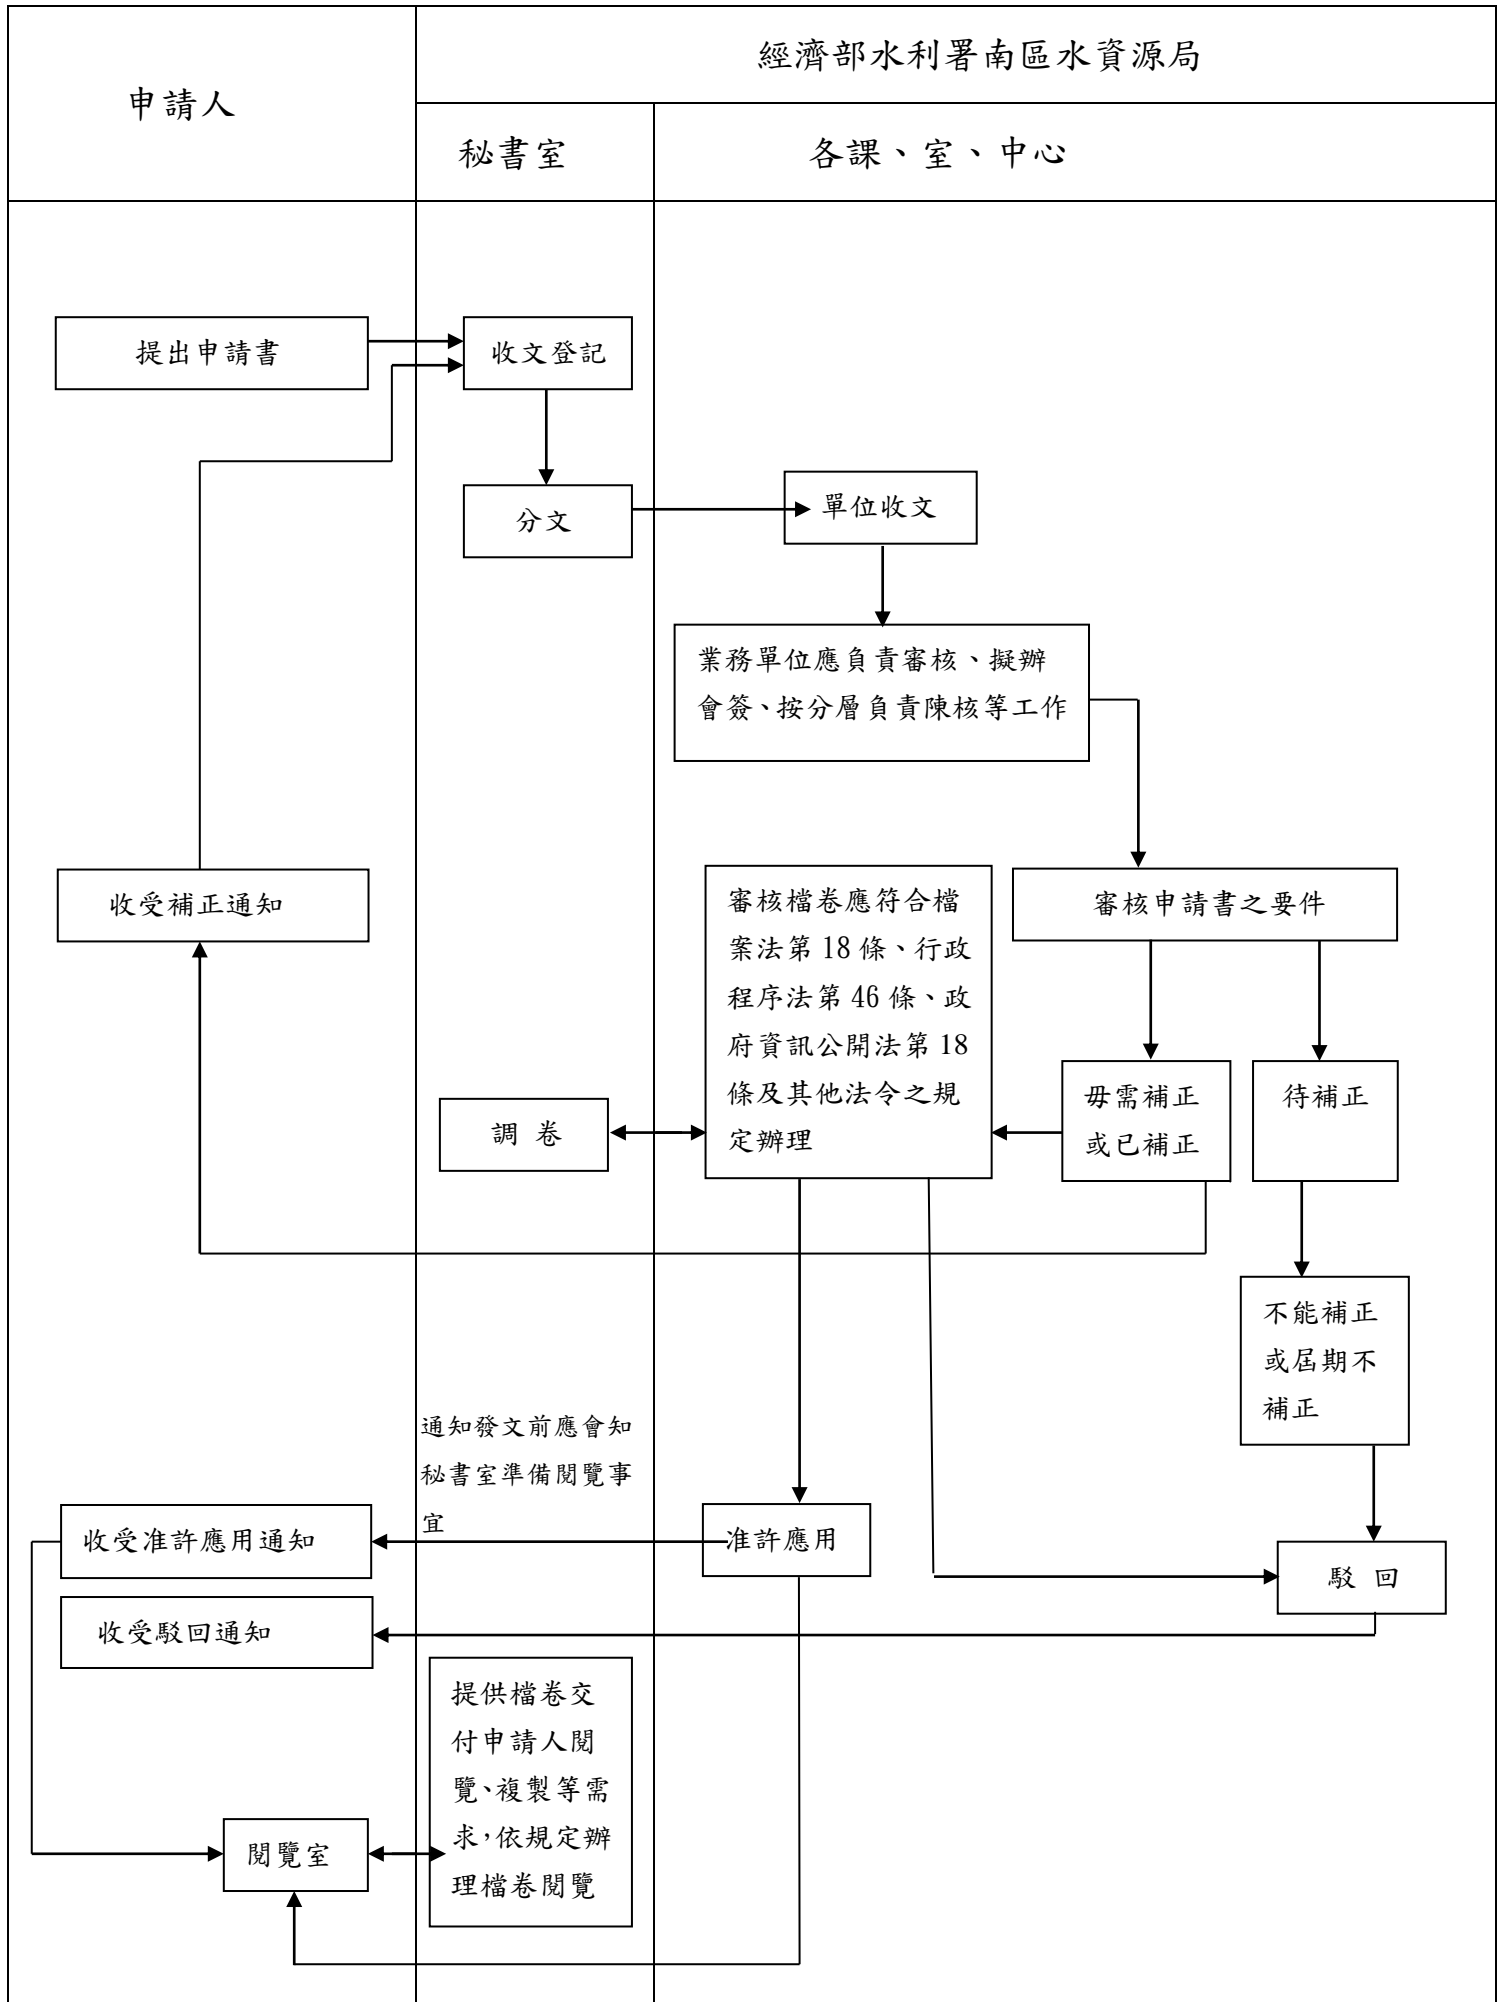 經濟部水利署南區水資源局
申請人
秘書室
各課、室、中心
提出申請書
收文登記
分文
單位收文
業務單位應負責審核、擬辦
會簽、按分層負責陳核等工作
收受補正通知
審核檔卷應符合檔
案法第 18 條、行政
程序法第 46 條、政
府資訊公開法第 18
條及其他法令之規
定辦理
審核申請書之要件
調 卷
毋需補正
或已補正
待補正
不能補正
或屆期不
補正
通知發文前應會知
秘書室準備閱覽事
宜
收受准許應用通知
准許應用
駁 回
收受駁回通知
提供檔卷交
付申請人閱
覽、複製等需
求,依規定辦
理檔卷閱覽
閱覽室